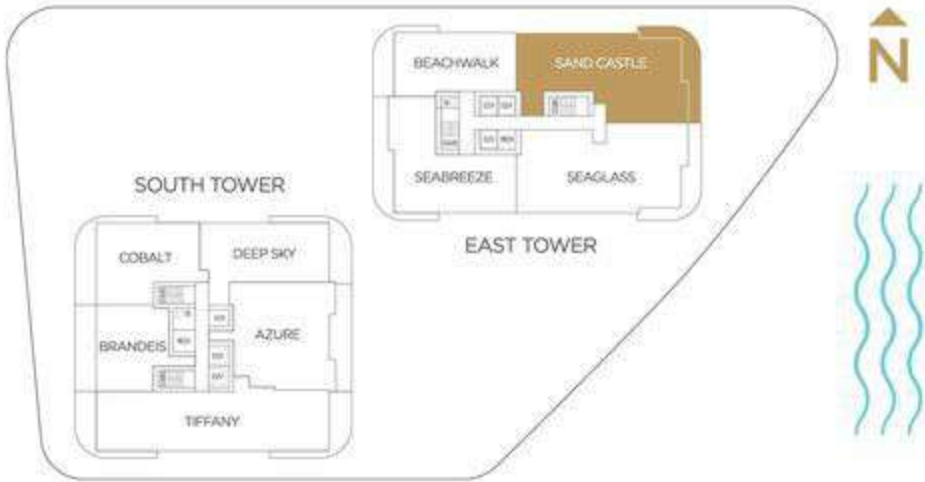 N
BEACHWALK
SAND CASTLE
SEABREEZE
SEAGLASS
EAST TOWER
SOUTH TOWER
COBALT
DEEP SKY
BRANDEIS
AZURE
TIFFANY